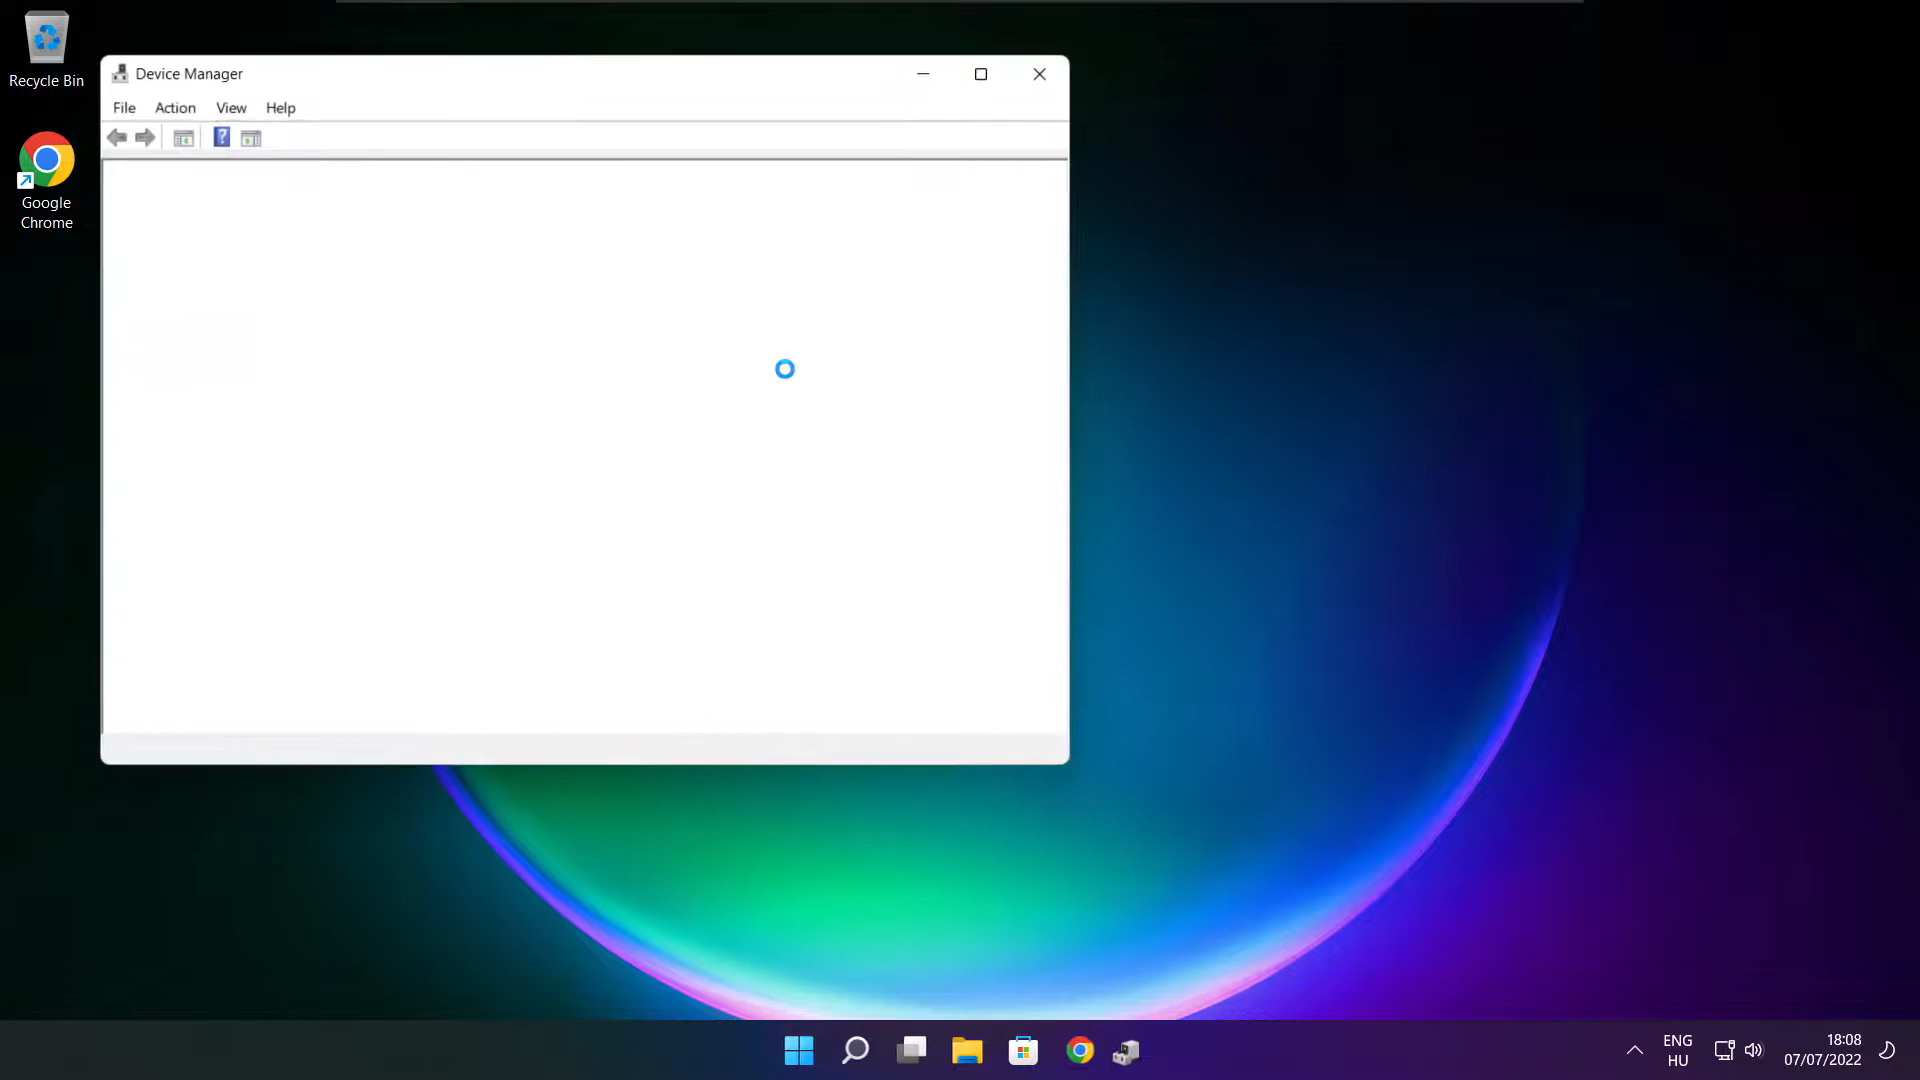 Recycle Bin
Google
Chrome
Device Manager
File Action View Help
?
ENG
HU
18:08
07/07/2022